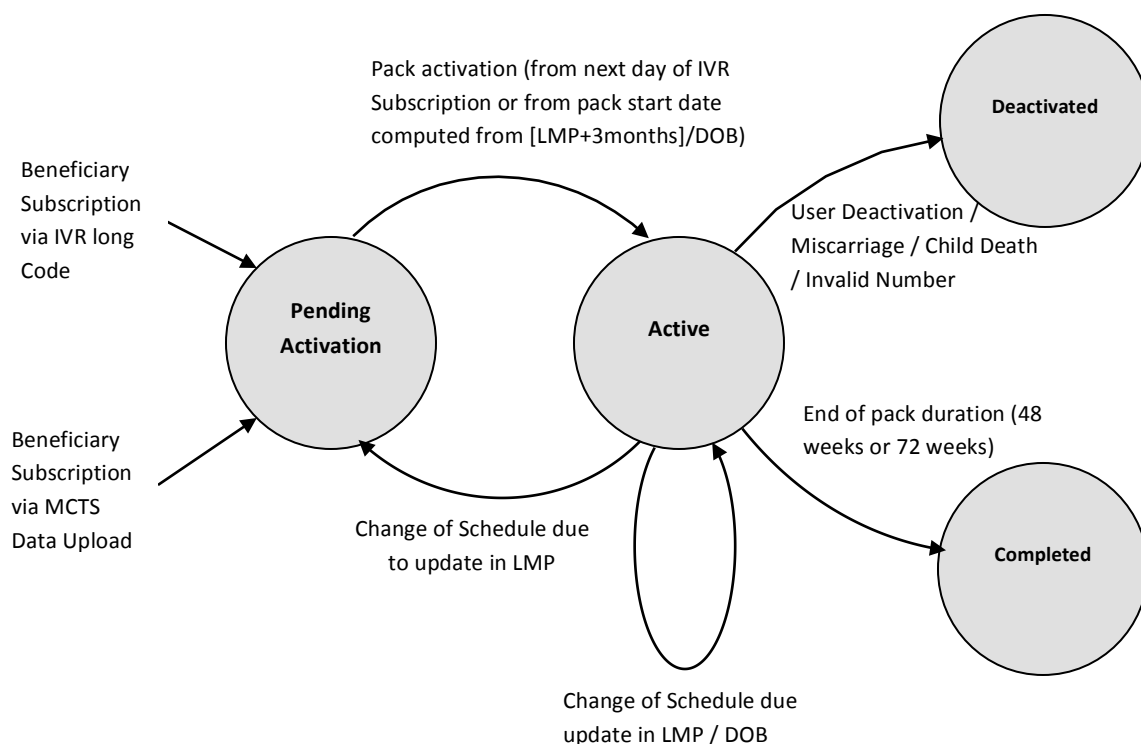 Pack activation (from next day of IVR
Subscription or from pack start date
computed from [LMP+3months]/DOB)
Deactivated
Beneficiary
Subscription
via IVR long
Code
User Deactivation /
Miscarriage / Child Death
/ Invalid Number
Pending
Activation
Active
End of pack duration (48
weeks or 72 weeks)
Beneficiary
Subscription
via MCTS
Data Upload
Change of Schedule due
to update in LMP
Completed
Change of Schedule due
update in LMP / DOB